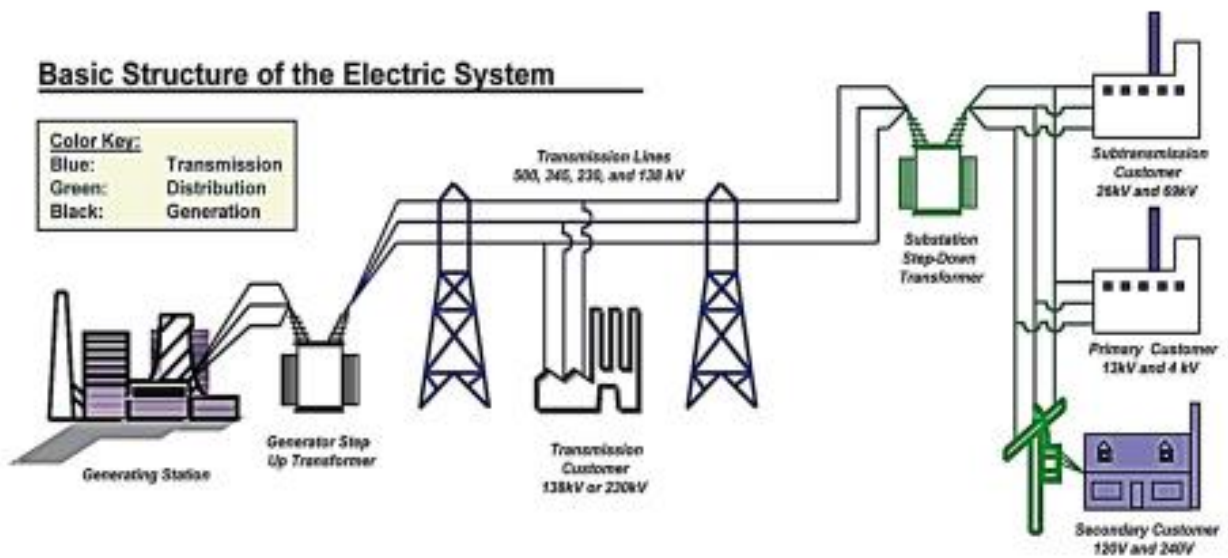 Basic Structure of the Electric System
Color Key:
Blue: Transmission
Green: Distribution
Black: Generation
Transmission Lines
500, 345, 230, and 138 kV
Generating Station
Generator Step
Up Transformer
Transmission
Customer
138kV or 230kV
Substation
Step-Down
Transformer
Subtransmission
Customer
26kV and 69kV
Primary Customer
13kV and 4 kV
Secondary Customer
120V and 240V